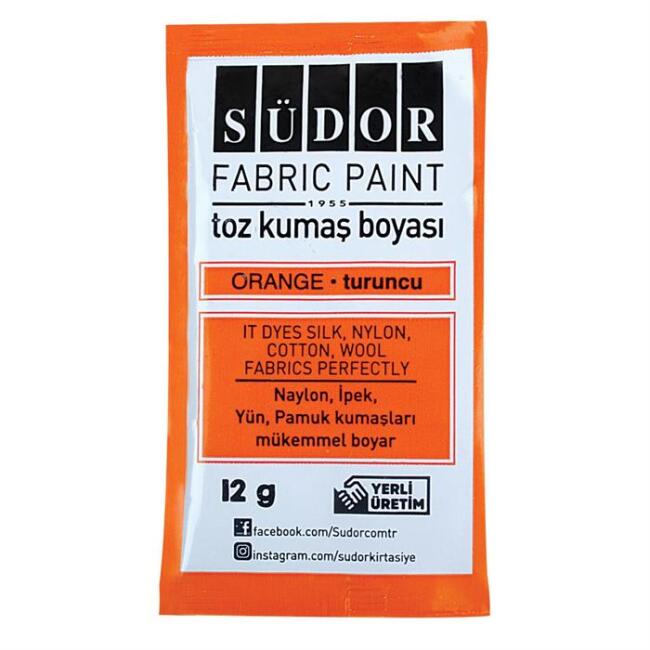 SÜDOR
FABRIC PAINT
1955
toz kumaş boyası
ORANGE • turuncu
IT DYES SILK, NYLON,
COTTON, WOOL
FABRICS PERFECTLY
Naylon, İpek,
Yün, Pamuk kumaşları
mükemmel boyar
12 g
YERLİ
ÜRETİM
facebook.com/Sudorcomtr
instagram.com/sudorkirtasiye